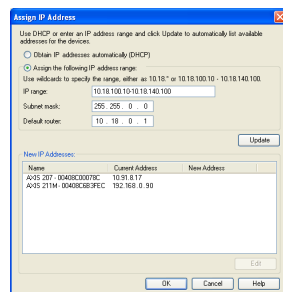 Assign IP Address
Use DHCP or enter an IP address range and click Update to automatically list available
addresses for the devices.
Obtain IP addresses automatically (DHCP)
Assign the following IP address range:
Use wildcards to specify the range, either as 10.18.* or 10.18.100.10 - 10.18.140.100.
IP range: 10.18.100.10-10.18.140.100
Subnet mask: 255 . 255 . 0 . 0
Default router: 10 . 18 . 0 . 1
Update
New IP Addresses:
Name Current Address New Address
AXIS 207 - 00408C00078C 10.91.8.17
AXIS 211M - 00408C6B3FEC 192.168.0.90
Edit
OK Cancel Help